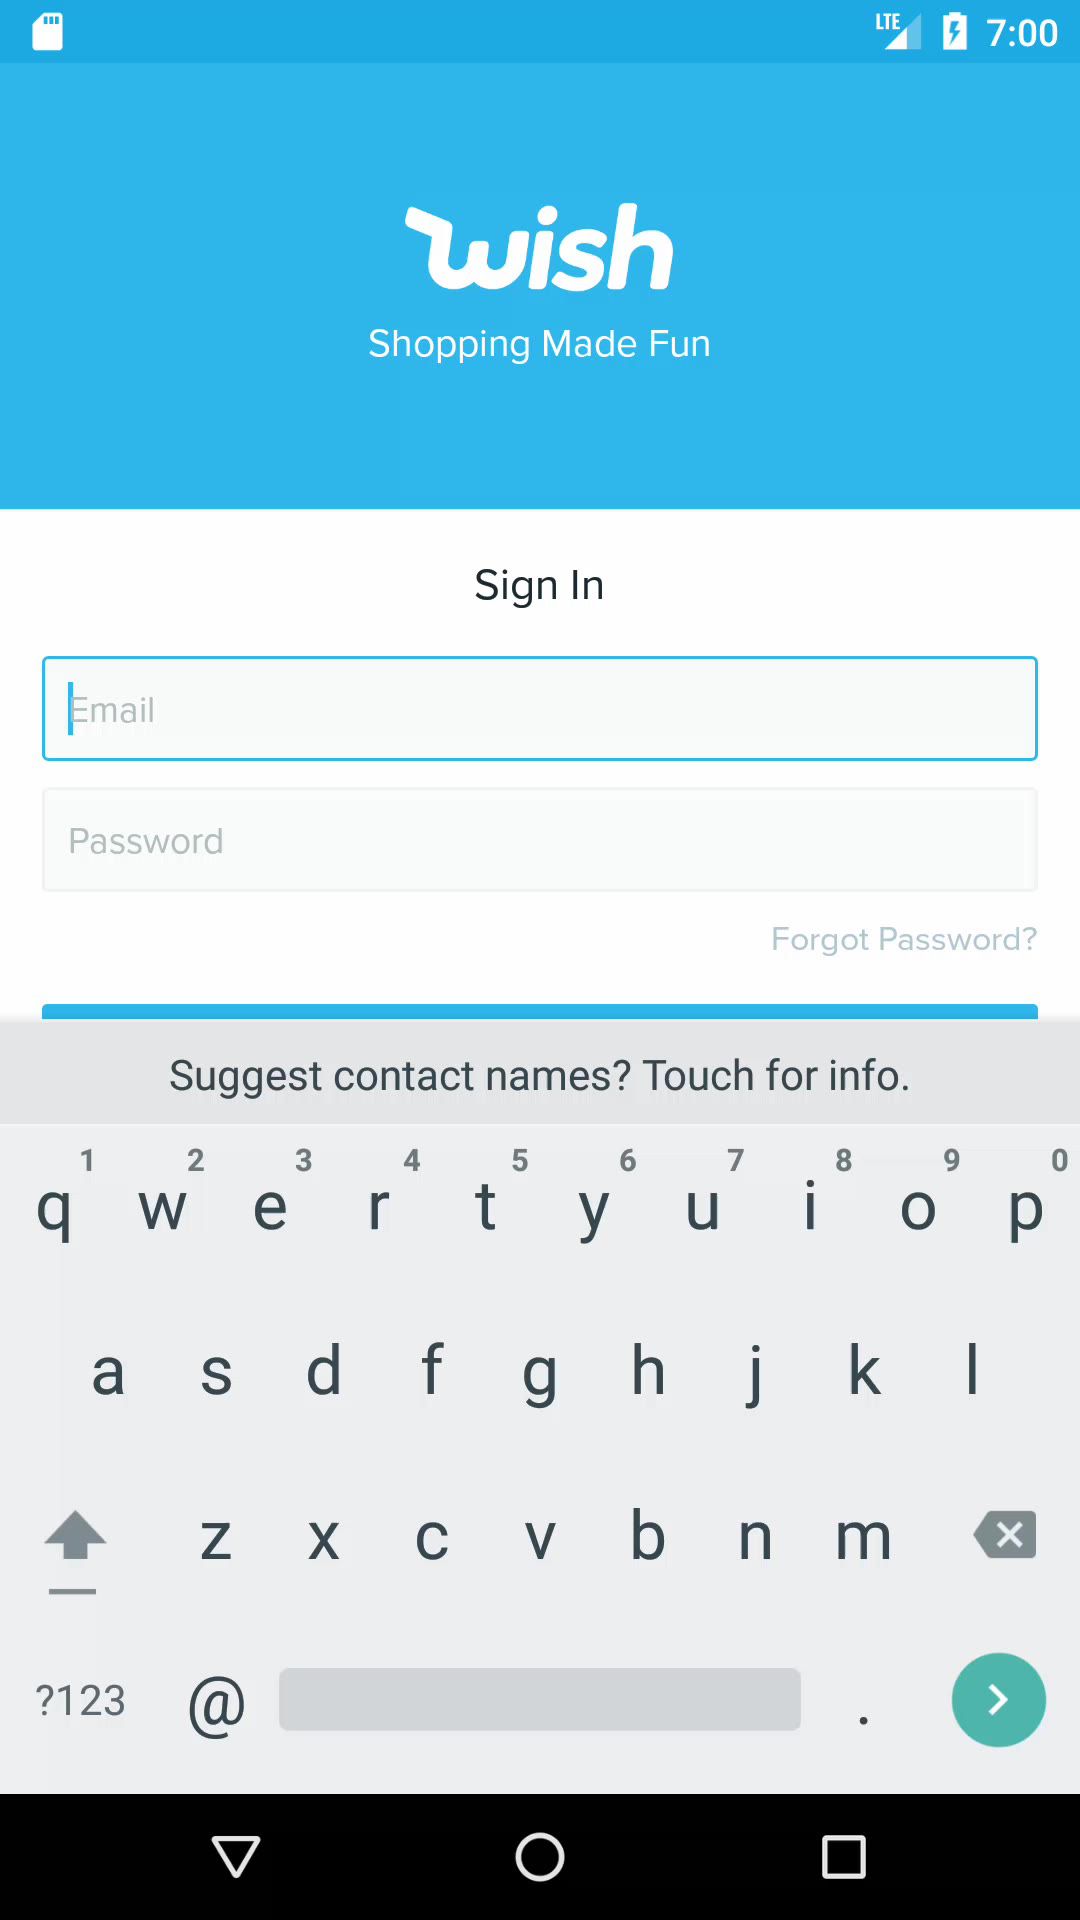 LTE 7:00
wish
Shopping Made Fun
Sign In
Email
Password
Forgot Password?
Suggest contact names? Touch for info.
1 2 3 4 5 6 7 8 9 0
q w e r t y u i o p
a s d f g h j k l
z x c v b n m
?123 @ .